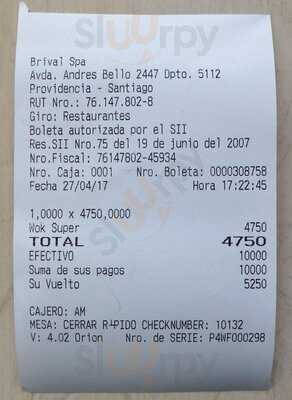 Sluurpy
Brival Spa
Avda. Andres Bello 2447 Dpto. 5112
Providencia - Santiago
RUT Nro.: 76.147.802-8
Giro: Restaurantes
Boleta autorizada por el SII
Res.SII Nro.75 del 19 de junio del 2007
Nro.Fiscal: 76147802-45934
Nro. Caja: 0001 Nro. Boleta: 0000308758
Fecha 27/04/17 Hora 17:22:45
1,0000 x 4750,0000
Wok Super 4750
TOTAL 4750
EFECTIVO 10000
Suma de sus pagos 10000
Su Vuelto 5250
CAJERO: AM
MESA: CERRAR R┴PIDO CHECKNUMBER: 10132
V: 4.02 Orion Nro. de SERIE: P4WF000298